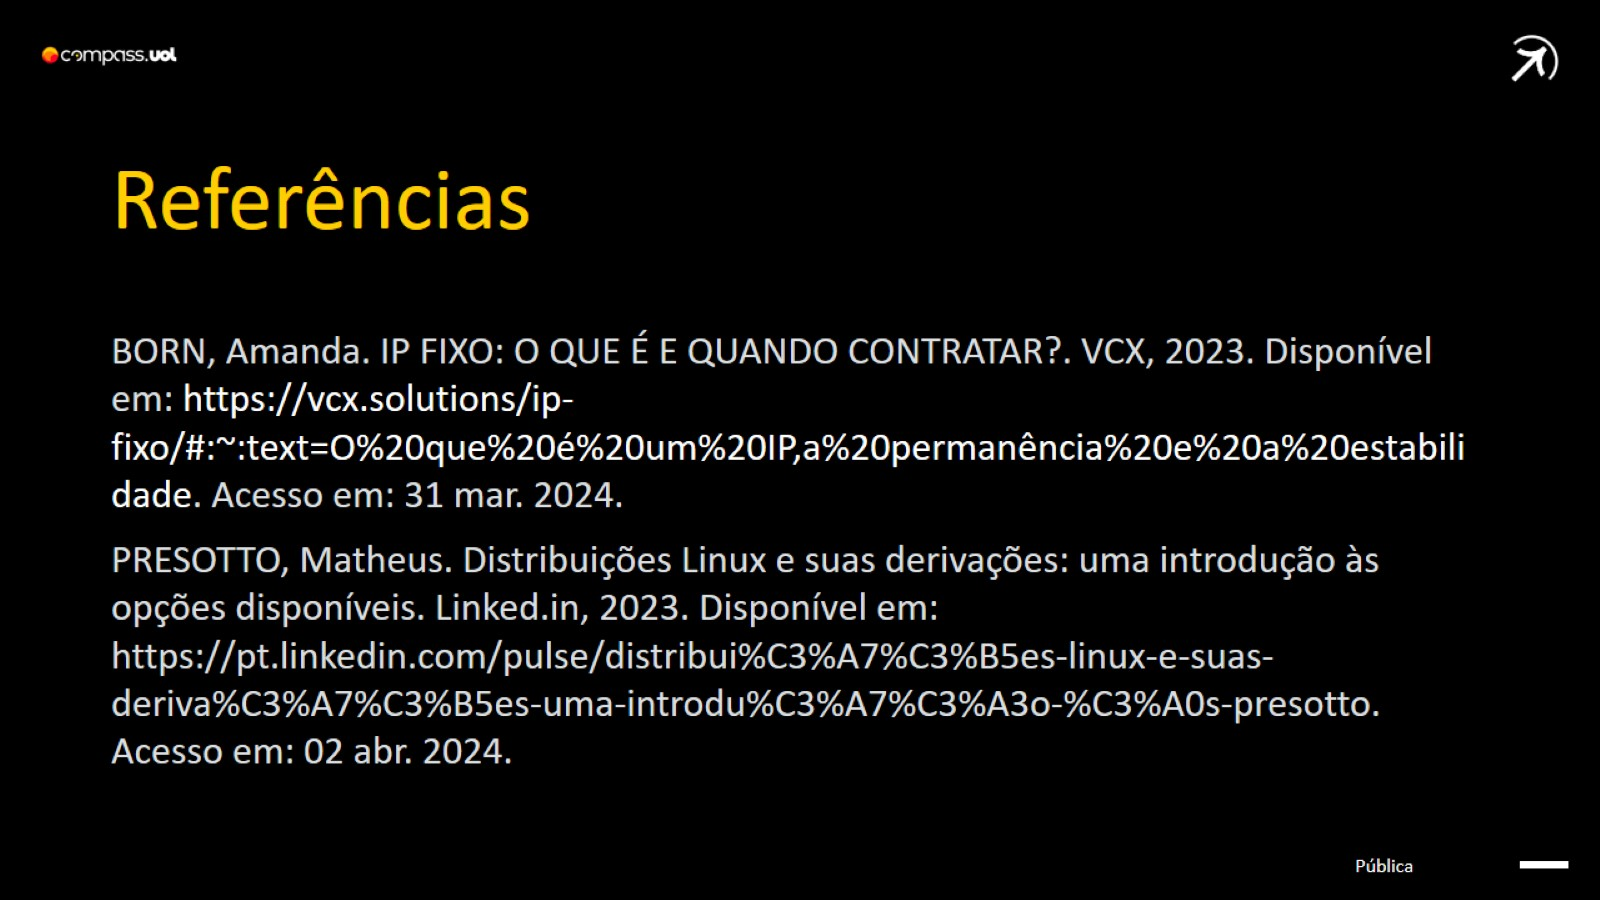 compass.uol
Referências
BORN, Amanda. IP FIXO: O QUE É E QUANDO CONTRATAR?. VCX, 2023. Disponível
em: https://vcx.solutions/ip-
fixo/#:~:text=O%20que%20é%20um%20IP,a%20permanência%20e%20a%20estabili
dade. Acesso em: 31 mar. 2024.
PRESOTTO, Matheus. Distribuições Linux e suas derivações: uma introdução às
opções disponíveis. Linked.in, 2023. Disponível em:
https://pt.linkedin.com/pulse/distribui%C3%A7%C3%B5es-linux-e-suas-
deriva%C3%A7%C3%B5es-uma-introdu%C3%A7%C3%A3o-%C3%A0s-presotto.
Acesso em: 02 abr. 2024.
Pública